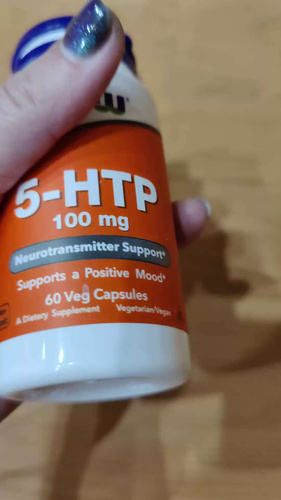 5-HTP
100 mg
Neurotransmitter Support*
Supports a Positive Mood*
60 Veg Capsules
A Dietary Supplement Vegetarian/Vegan